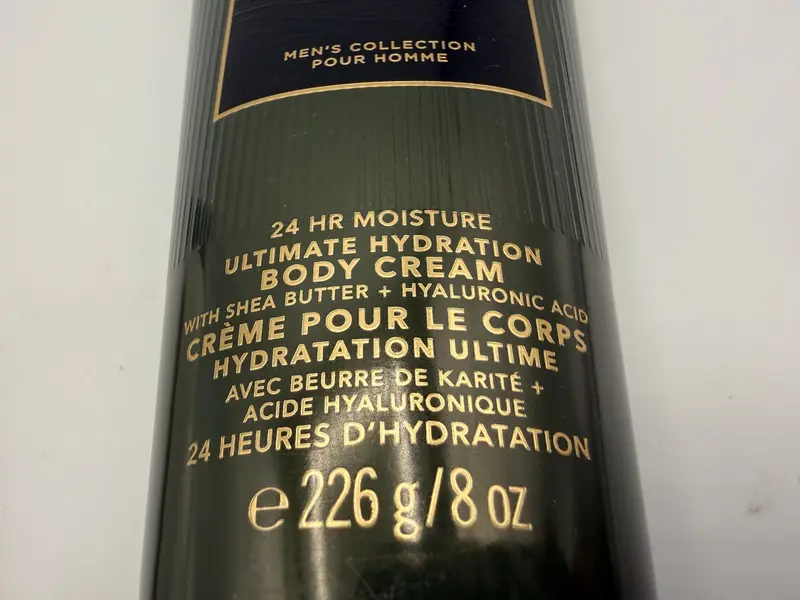 MEN'S COLLECTION
POUR HOMME
24 HR MOISTURE
ULTIMATE HYDRATION
BODY CREAM
WITH SHEA BUTTER + HYALURONIC ACID
CRÈME POUR LE CORPS
HYDRATATION ULTIME
AVEC BEURRE DE KARITÉ +
ACIDE HYALURONIQUE
24 HEURES D'HYDRATATION
℮ 226 g/8 oz